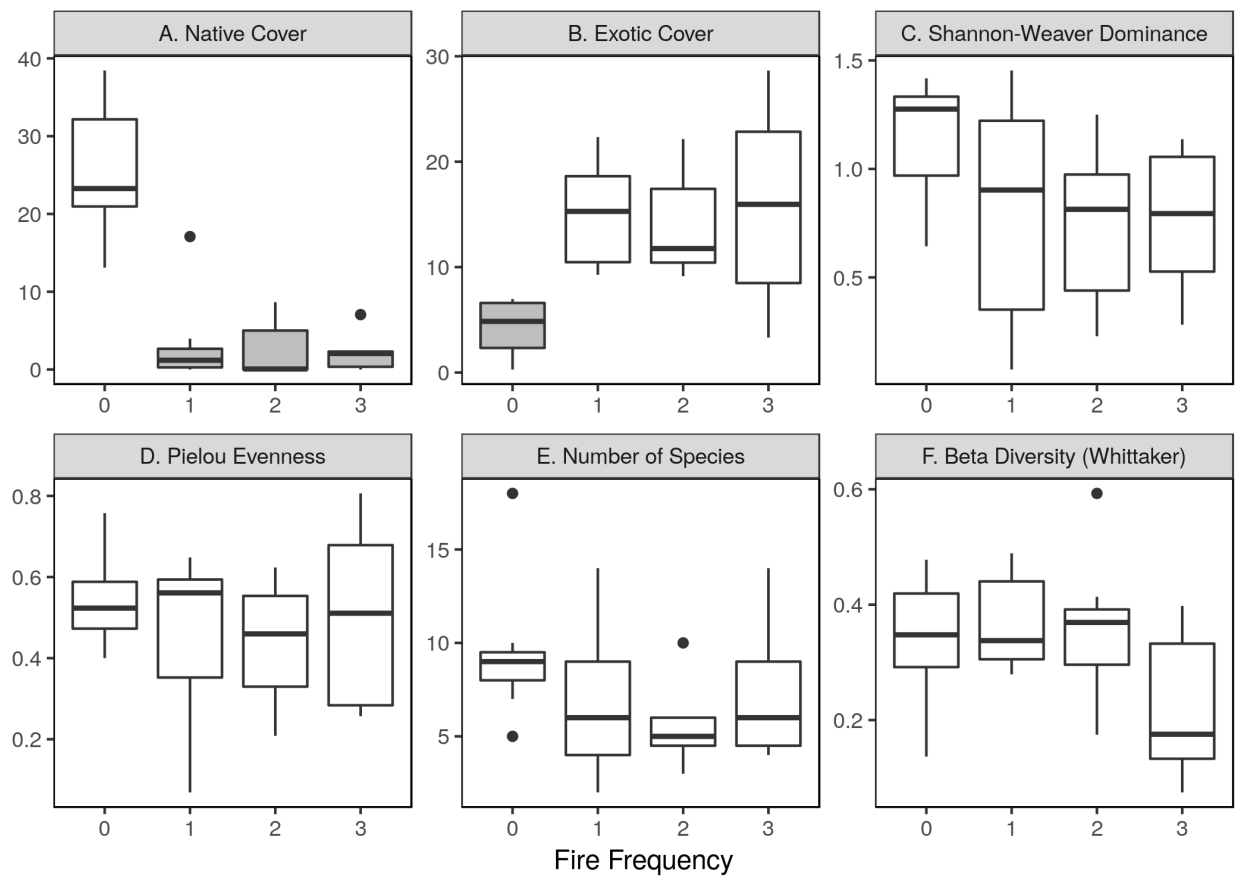 A. Native Cover
B. Exotic Cover
C. Shannon-Weaver Dominance
40
30
20
10
0
0 1 2 3
30
20
10
0
0 1 2 3
1.5
1.0
0.5
0 1 2 3
D. Pielou Evenness
E. Number of Species
F. Beta Diversity (Whittaker)
0.8
0.6
0.4
0.2
0 1 2 3
15
10
5
0 1 2 3
0.6
0.4
0.2
0 1 2 3
Fire Frequency